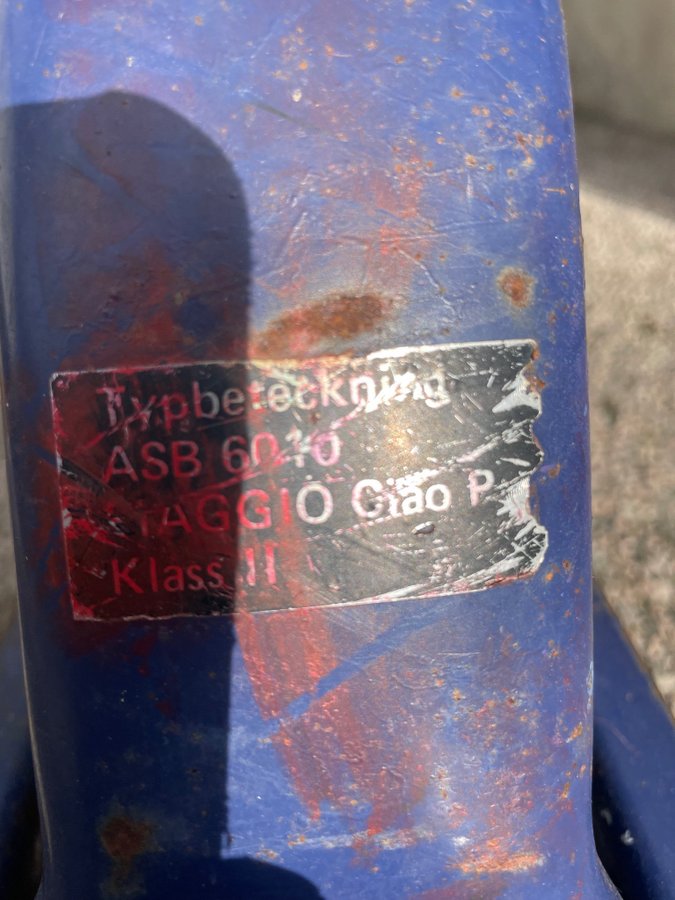 Typbeteckning
ASB 6010
PIAGGIO Ciao P
Klass II